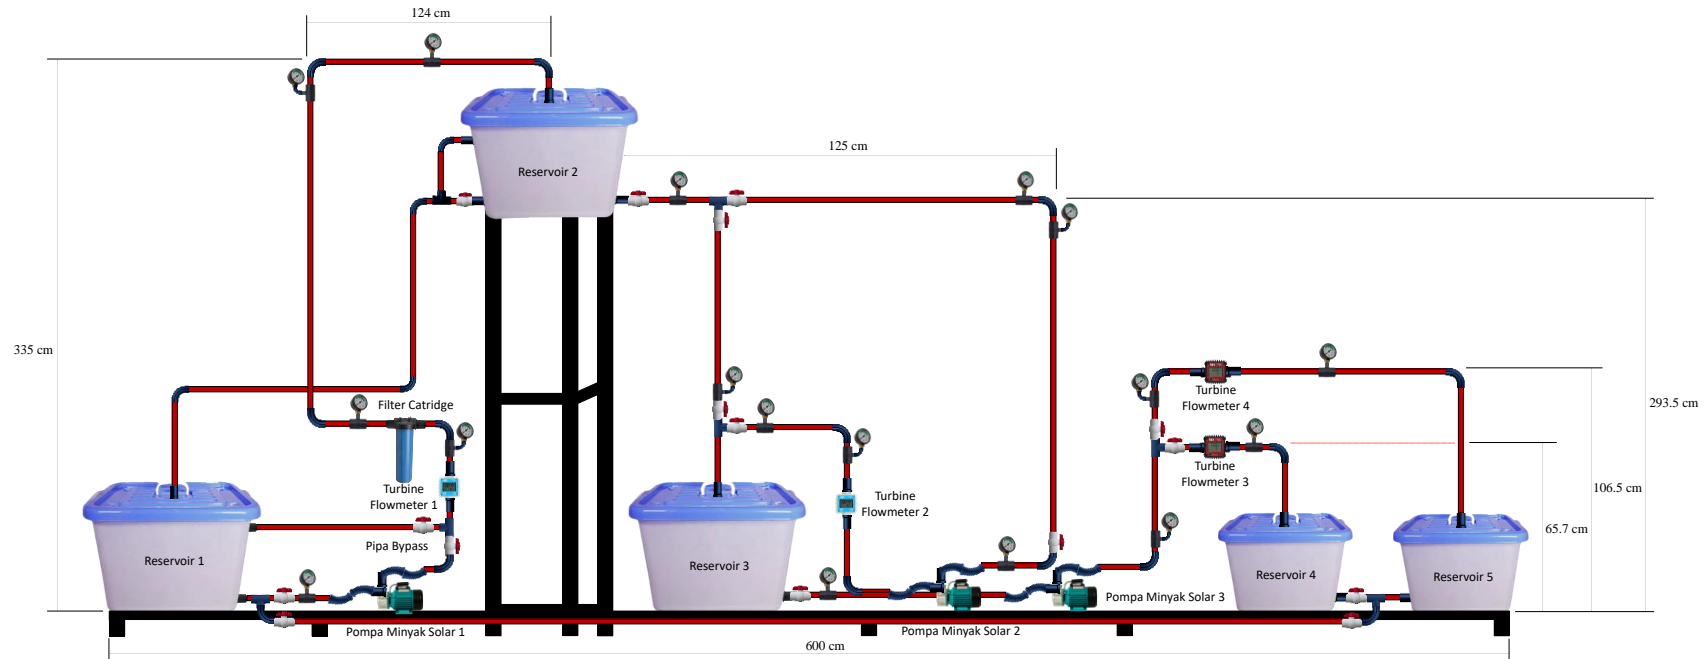 124 cm
Reservoir 2
125 cm
335 cm
293.5 cm
Filter Catridge
Turbine
Flowmeter 4
Turbine
Flowmeter 3
Turbine
Flowmeter 1
Turbine
Flowmeter 2
106.5 cm
65.7 cm
Pipa Bypass
Reservoir 1
Reservoir 3
Reservoir 4
Reservoir 5
Pompa Minyak Solar 3
Pompa Minyak Solar 1
Pompa Minyak Solar 2
600 cm